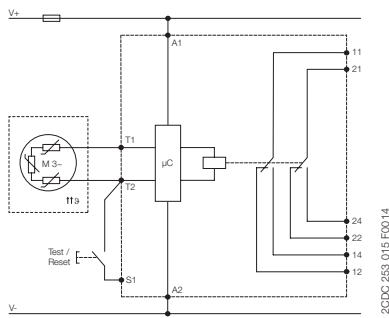 V+
A1
11
21
T1
M 3~
µC
T2
↑↑ϑ
24
22
Test /
Reset
14
S1
12
A2
V-
2CDC 253 015 F0014